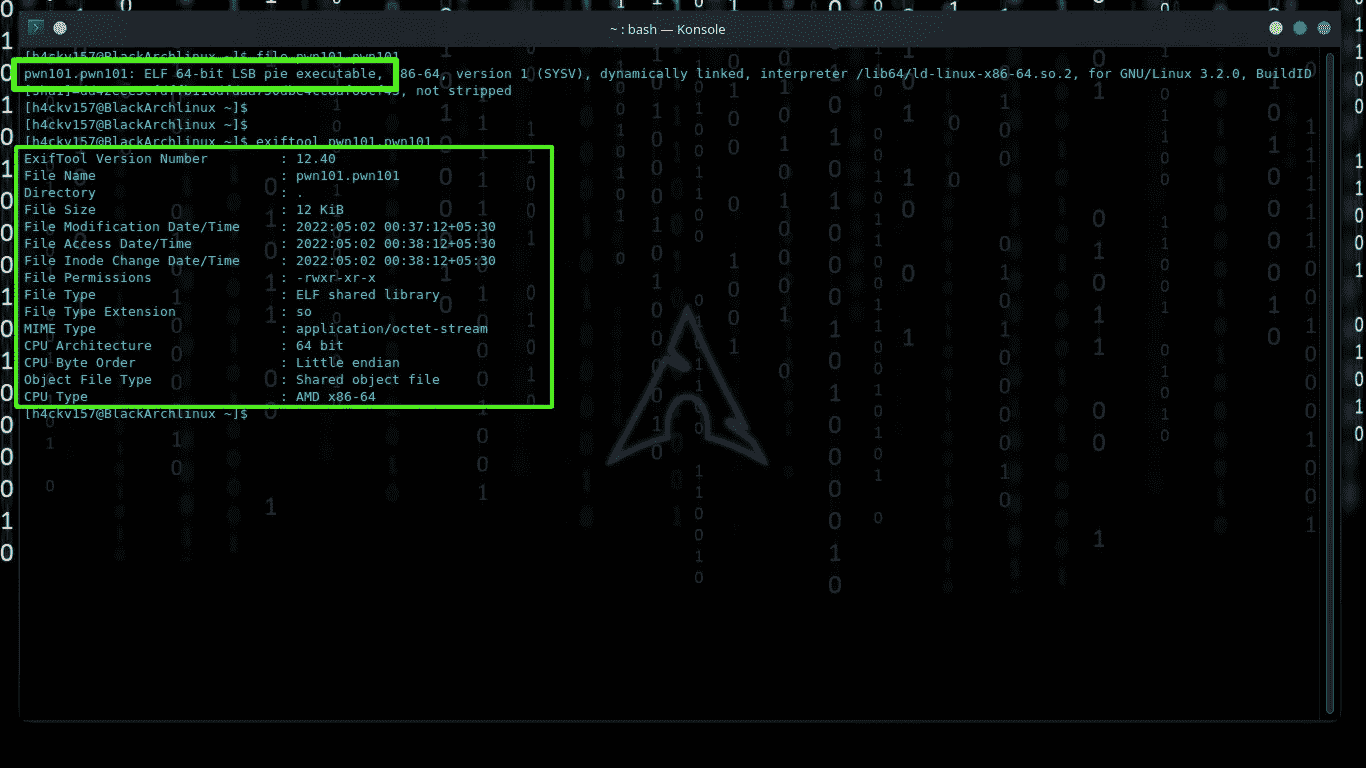 ~ : bash — Konsole
[h4ckv157@BlackArchlinux ~]$ file pwn101.pwn101
pwn101.pwn101: ELF 64-bit LSB pie executable, 86-64, version 1 (SYSV), dynamically linked, interpreter /lib64/ld-linux-x86-64.so.2, for GNU/Linux 3.2.0, BuildID
, not stripped
[h4ckv157@BlackArchlinux ~]$
[h4ckv157@BlackArchlinux ~]$
[h4ckv157@BlackArchlinux ~]$ exiftool pwn101.pwn101
ExifTool Version Number : 12.40
File Name : pwn101.pwn101
Directory : .
File Size : 12 KiB
File Modification Date/Time : 2022:05:02 00:37:12+05:30
File Access Date/Time : 2022:05:02 00:38:12+05:30
File Inode Change Date/Time : 2022:05:02 00:38:12+05:30
File Permissions : -rwxr-xr-x
File Type : ELF shared library
File Type Extension : so
MIME Type : application/octet-stream
CPU Architecture : 64 bit
CPU Byte Order : Little endian
Object File Type : Shared object file
CPU Type : AMD x86-64
[h4ckv157@BlackArchlinux ~]$